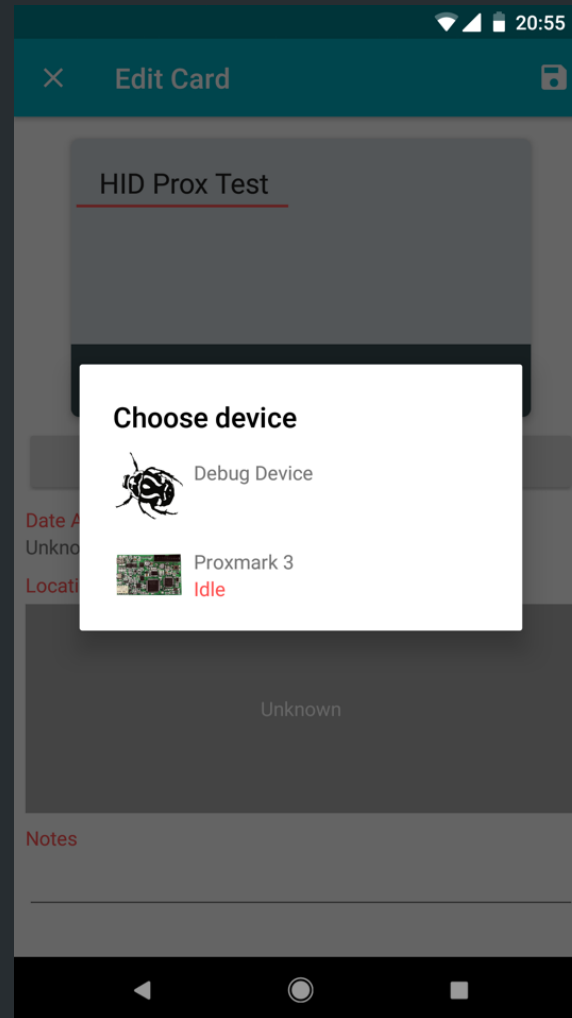 20:55
Edit Card
HID Prox Test
Choose device
Debug Device
Proxmark 3
Idle
Date A
Unkno
Locati
Unknown
Notes